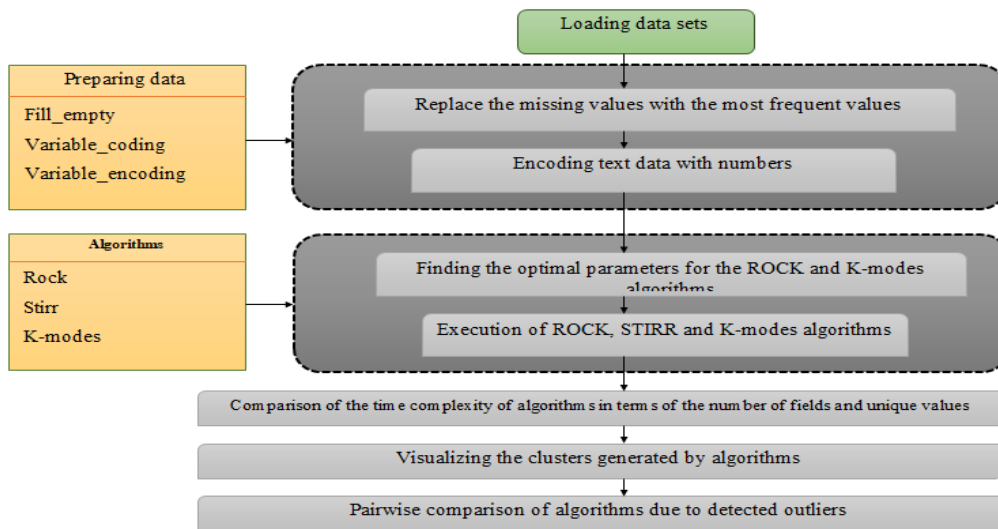 Loading data sets
Preparing data
Fill_empty
Variable_coding
Variable_encoding
Replace the missing values with the most frequent values
Encoding text data with numbers
Algorithms
Rock
Stirr
K-modes
Finding the optimal parameters for the ROCK and K-modes
algorithms
Execution of ROCK, STIRR and K-modes algorithms
Comparison of the time complexity of algorithms in terms of the number of fields and unique values
Visualizing the clusters generated by algorithms
Pairwise comparison of algorithms due to detected outliers